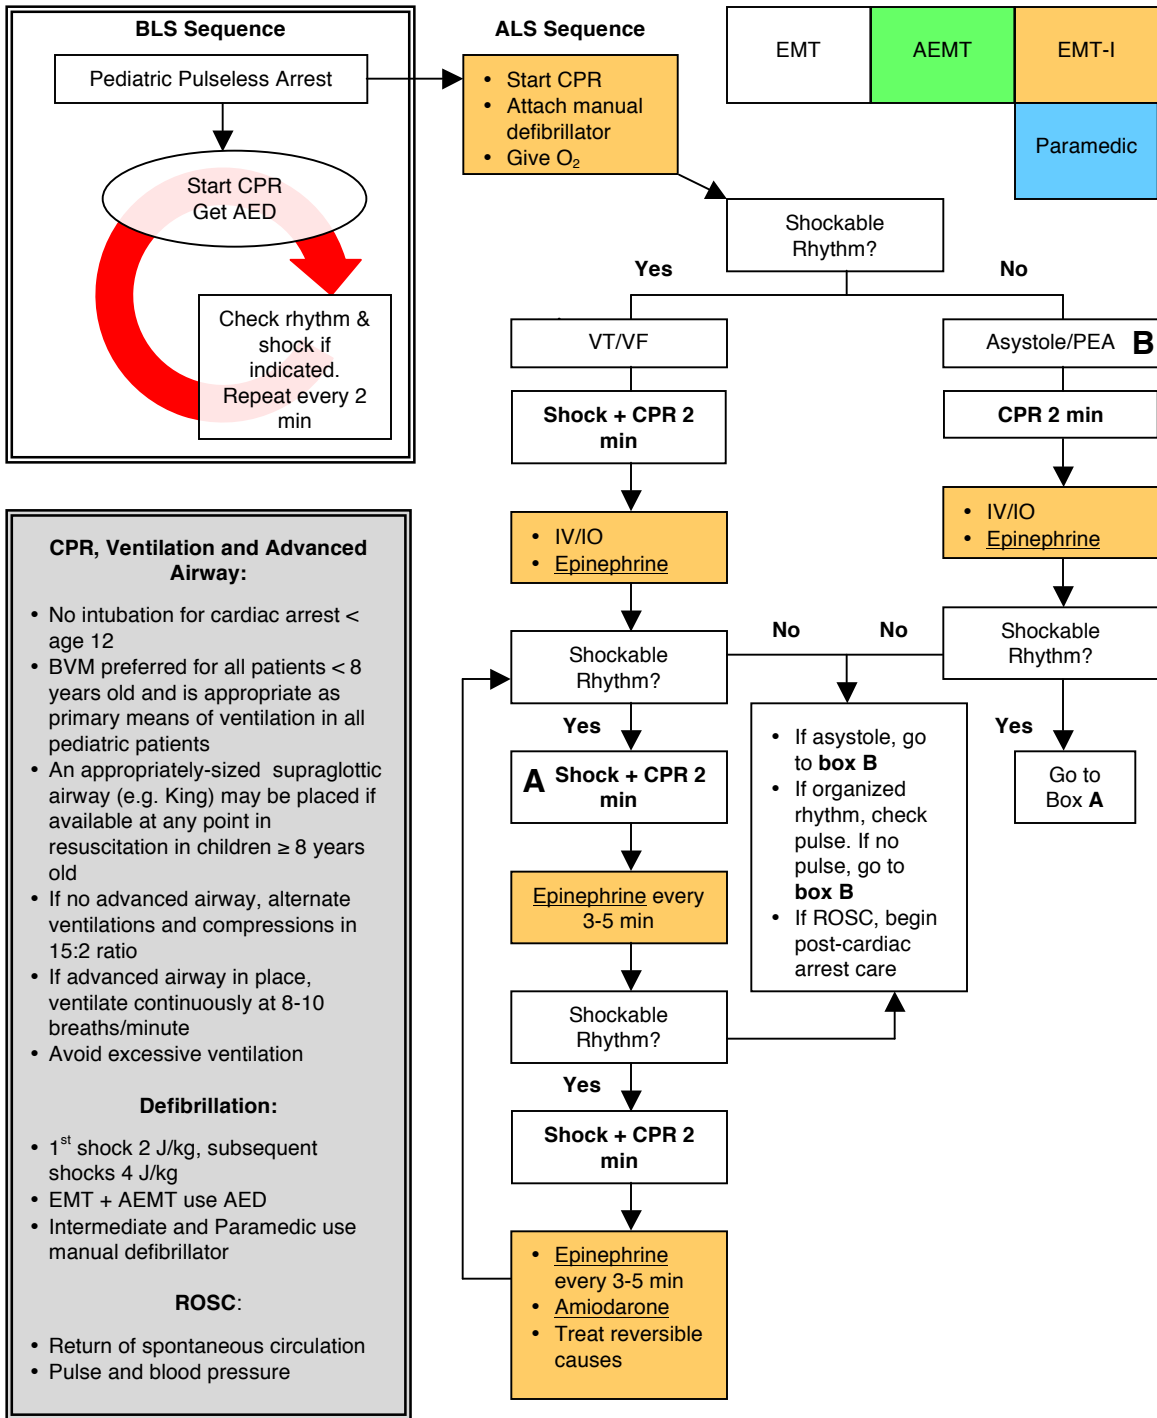 BLS Sequence
Pediatric Pulseless Arrest
Start CPR
Get AED
Check rhythm &
shock if
indicated.
Repeat every 2
min
ALS Sequence
• Start CPR
• Attach manual
defibrillator
• Give O₂
EMT
AEMT
EMT-I
Paramedic
Shockable
Rhythm?
Yes
No
VT/VF
Asystole/PEA B
Shock + CPR 2
min
CPR 2 min
• IV/IO
• Epinephrine
• IV/IO
• Epinephrine
Shockable
Rhythm?
No
No
Shockable
Rhythm?
Yes
Yes
A Shock + CPR 2
min
• If asystole, go
to box B
• If organized
rhythm, check
pulse. If no
pulse, go to
box B
• If ROSC, begin
post-cardiac
arrest care
Go to
Box A
Epinephrine every
3-5 min
Shockable
Rhythm?
Yes
Shock + CPR 2
min
• Epinephrine
every 3-5 min
• Amiodarone
• Treat reversible
causes
CPR, Ventilation and Advanced
Airway:
• No intubation for cardiac arrest <
age 12
• BVM preferred for all patients < 8
years old and is appropriate as
primary means of ventilation in all
pediatric patients
• An appropriately-sized supraglottic
airway (e.g. King) may be placed if
available at any point in
resuscitation in children ≥ 8 years
old
• If no advanced airway, alternate
ventilations and compressions in
15:2 ratio
• If advanced airway in place,
ventilate continuously at 8-10
breaths/minute
• Avoid excessive ventilation
Defibrillation:
• 1st shock 2 J/kg, subsequent
shocks 4 J/kg
• EMT + AEMT use AED
• Intermediate and Paramedic use
manual defibrillator
ROSC:
• Return of spontaneous circulation
• Pulse and blood pressure